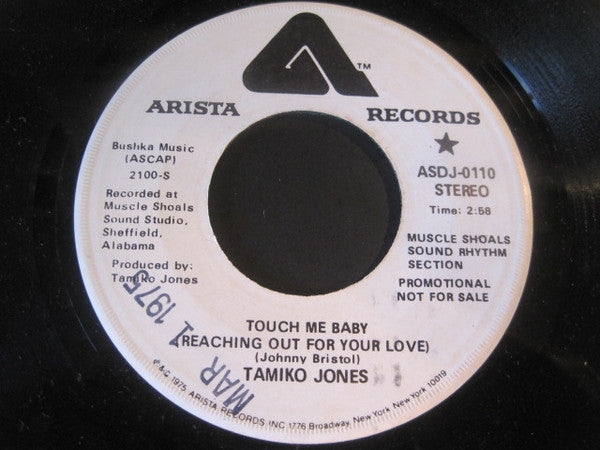 TM
ARISTA RECORDS
Bushka Music
(ASCAP)
2100-S
Recorded at
Muscle Shoals
Sound Studio,
Sheffield,
Alabama
Produced by:
Tamiko Jones
ASDJ-0110
STEREO
Time: 2:58
MUSCLE SHOALS
SOUND RHYTHM
SECTION
PROMOTIONAL
NOT FOR SALE
MAR 1 1975
TOUCH ME BABY
(REACHING OUT FOR YOUR LOVE)
(Johnny Bristol)
TAMIKO JONES
℗ & © 1975 ARISTA RECORDS INC 1776 Broadway, New York New York 10019